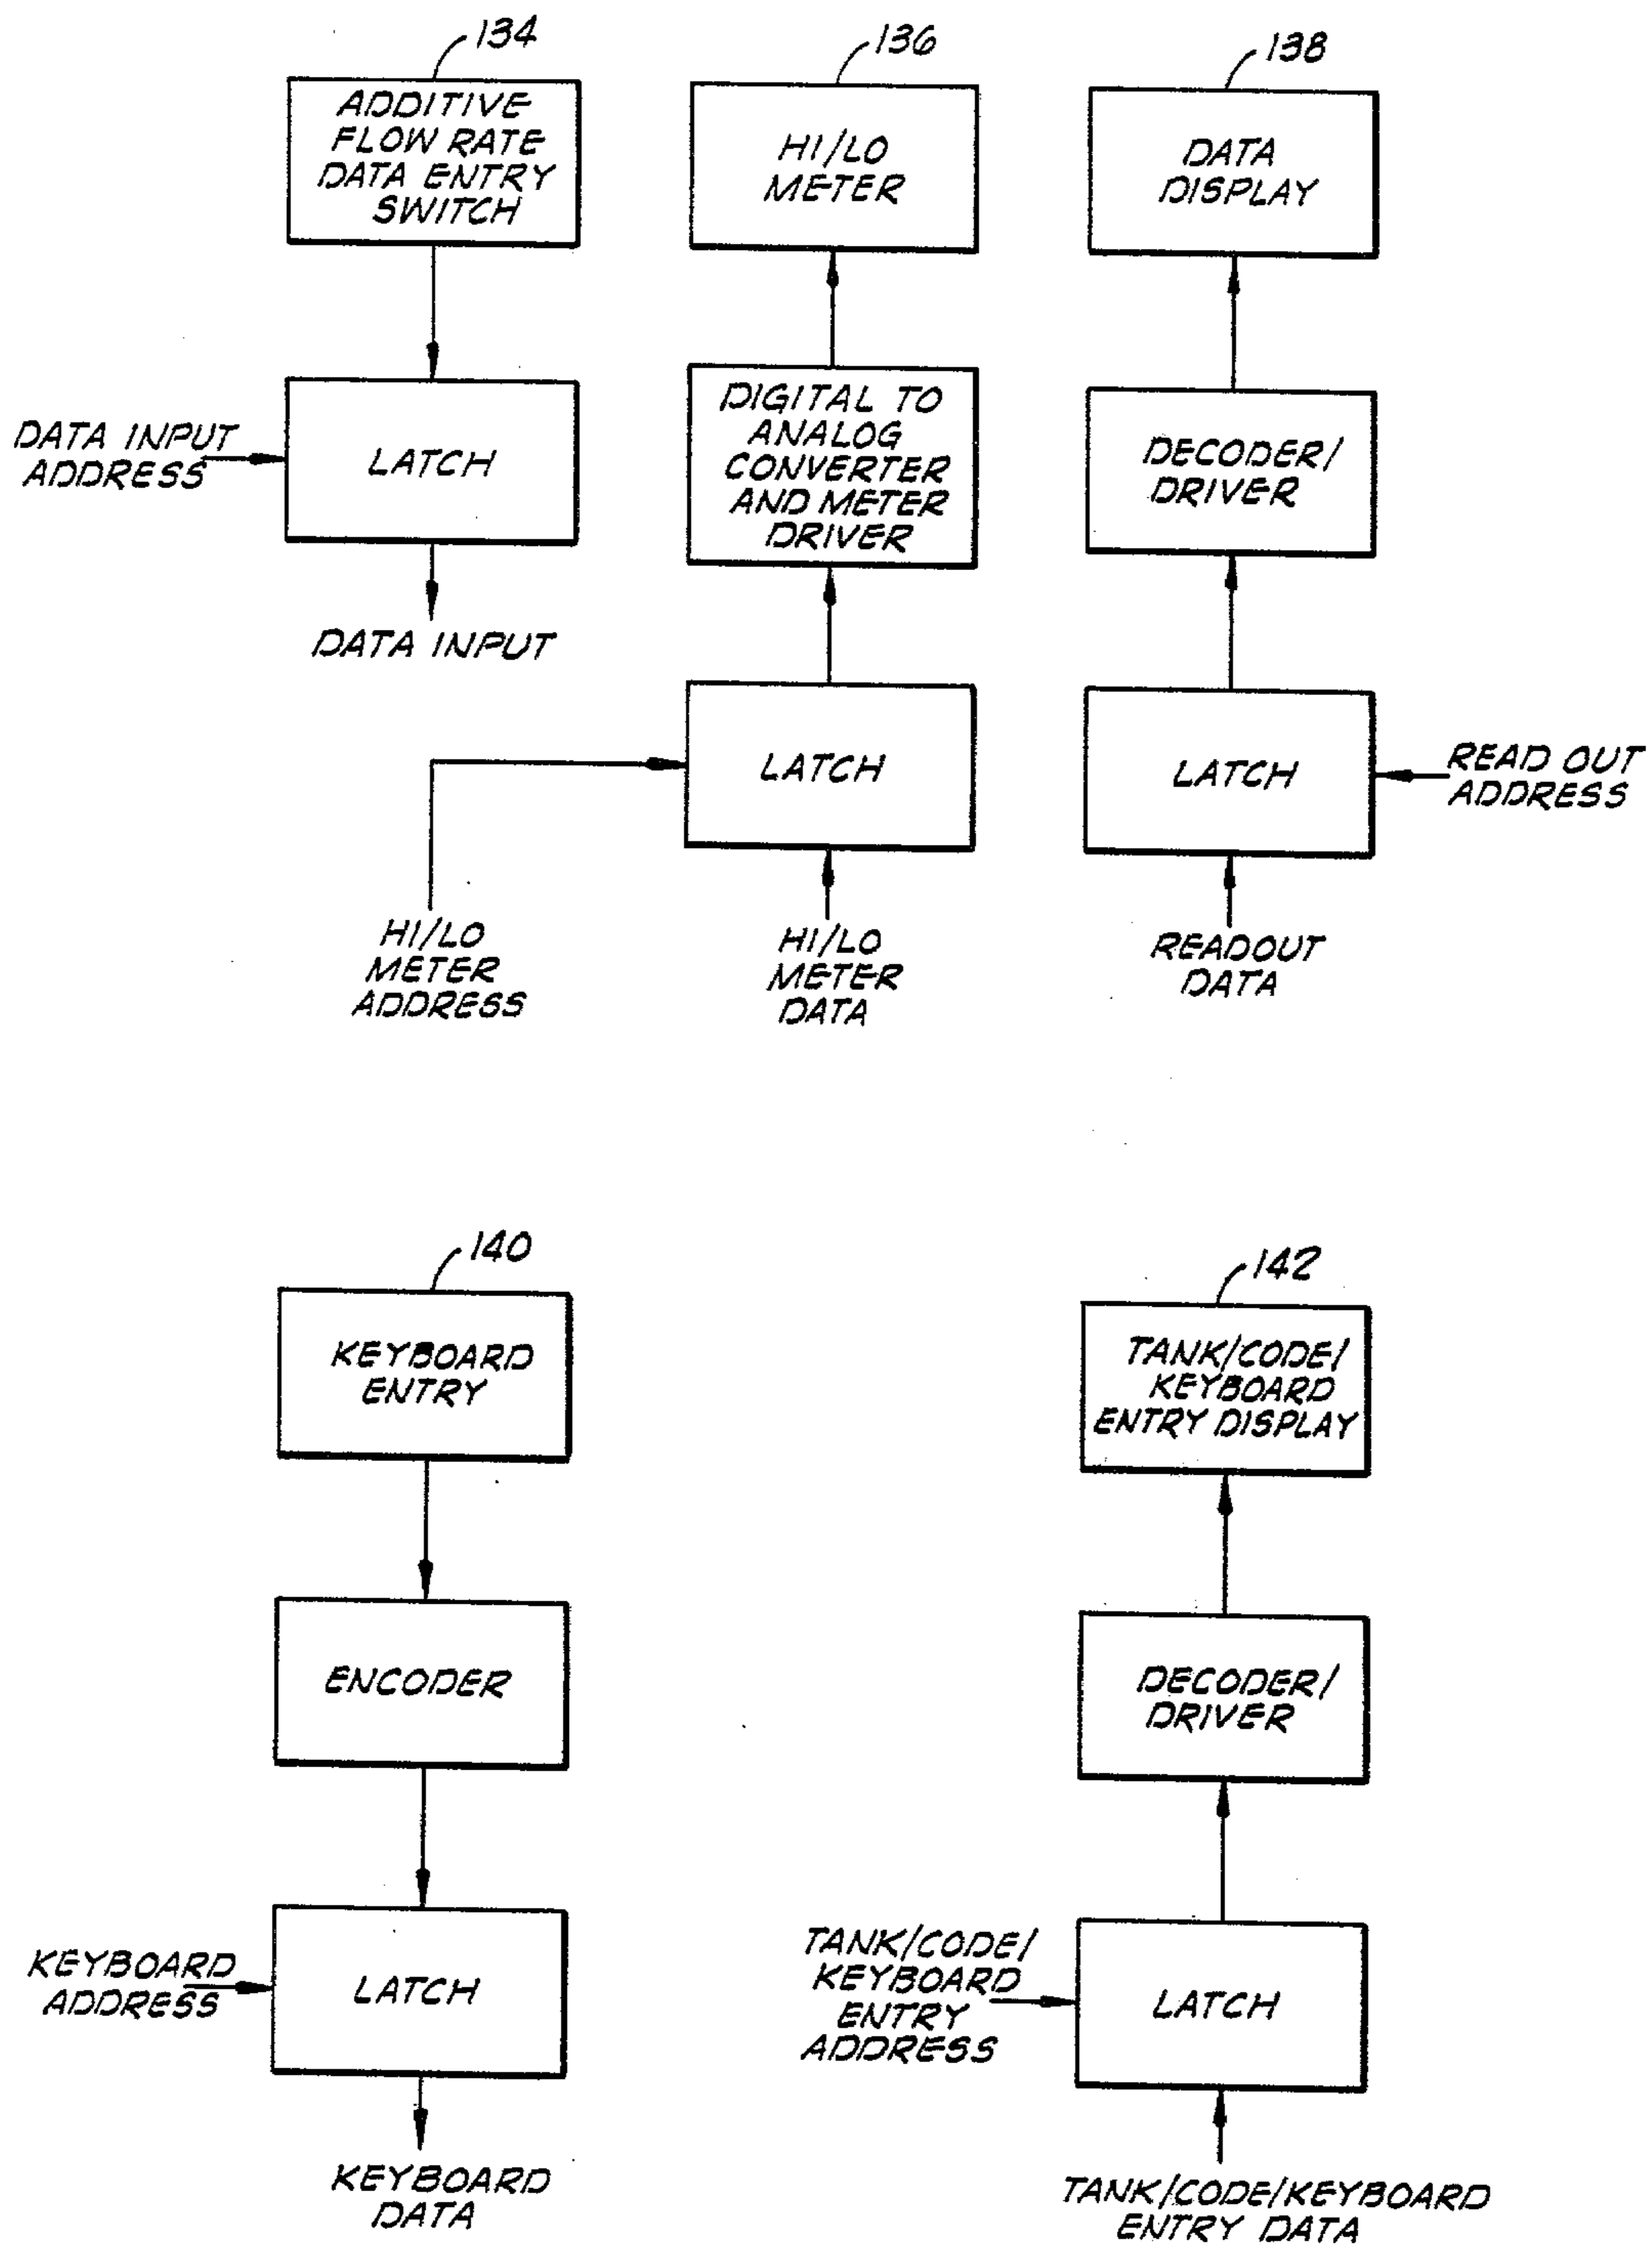 134
ADDITIVE
FLOW RATE
DATA ENTRY
SWITCH
DATA INPUT
ADDRESS
LATCH
DATA INPUT
136
HI/LO
METER
DIGITAL TO
ANALOG
CONVERTER
AND METER
DRIVER
LATCH
HI/LO
METER
ADDRESS
HI/LO
METER
DATA
138
DATA
DISPLAY
DECODER/
DRIVER
LATCH
READ OUT
ADDRESS
READOUT
DATA
140
KEYBOARD
ENTRY
ENCODER
KEYBOARD
ADDRESS
LATCH
KEYBOARD
DATA
142
TANK/CODE/
KEYBOARD
ENTRY DISPLAY
DECODER/
DRIVER
TANK/CODE/
KEYBOARD
ENTRY
ADDRESS
LATCH
TANK/CODE/KEYBOARD
ENTRY DATA